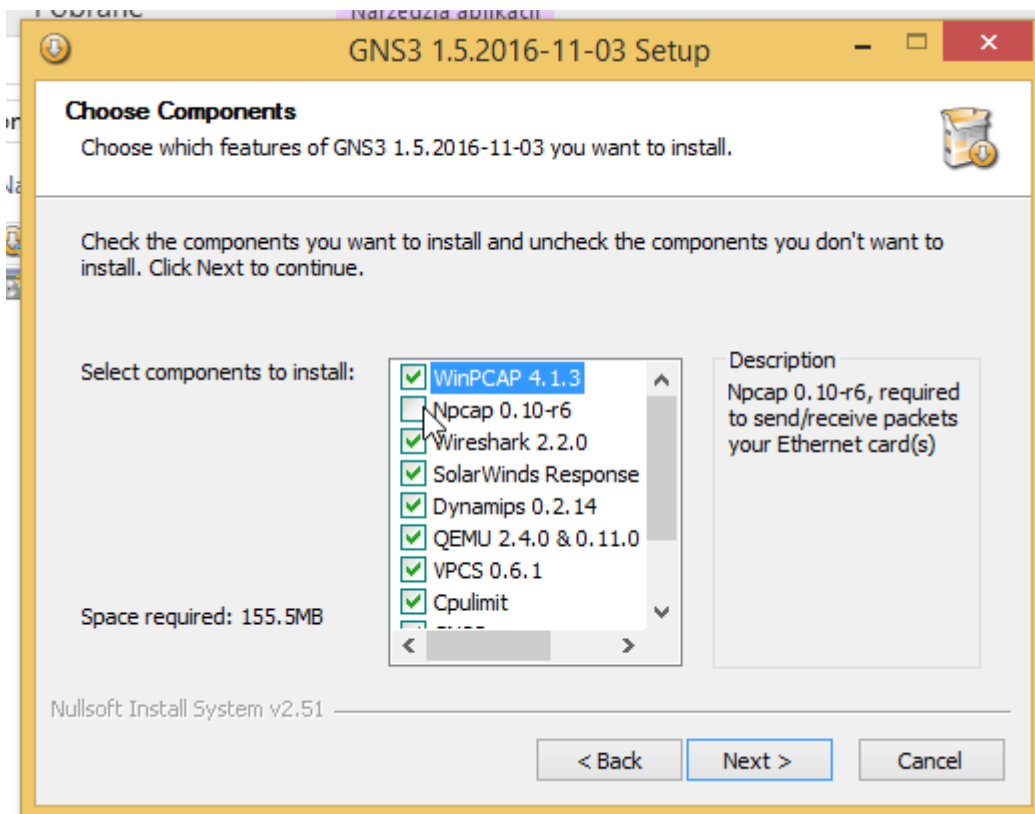 Pobrane
Narzędzia aplikacji
GNS3 1.5.2016-11-03 Setup
Choose Components
Choose which features of GNS3 1.5.2016-11-03 you want to install.
Check the components you want to install and uncheck the components you don't want to
install. Click Next to continue.
Select components to install:
WinPCAP 4.1.3
Npcap 0.10-r6
Wireshark 2.2.0
SolarWinds Response
Dynamips 0.2.14
QEMU 2.4.0 & 0.11.0
VPCS 0.6.1
Cpulimit
Description
Npcap 0.10-r6, required
to send/receive packets
your Ethernet card(s)
Space required: 155.5MB
Nullsoft Install System v2.51
< Back
Next >
Cancel